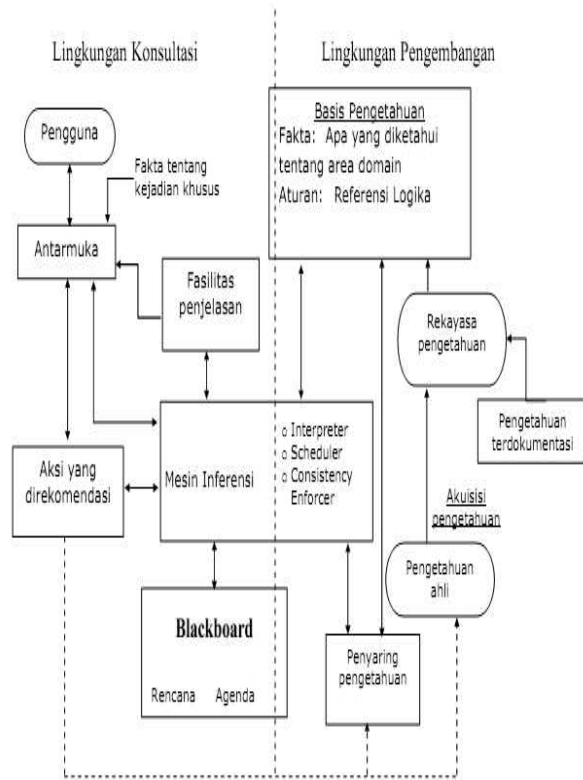 Lingkungan Konsultasi
Lingkungan Pengembangan
Pengguna
Fakta tentang
kejadian khusus
Antarmuka
Fasilitas
penjelasan
Basis Pengetahuan
Fakta: Apa yang diketahui
tentang area domain
Aturan: Referensi Logika
Rekayasa
pengetahuan
Pengetahuan
terdokumentasi
Aksi yang
direkomendasi
Mesin Inferensi
o Interpreter
o Scheduler
o Consistency
Enforcer
Akuisisi
pengetahuan
Pengetahuan
ahli
Blackboard
Rencana Agenda
Penyaring
pengetahuan